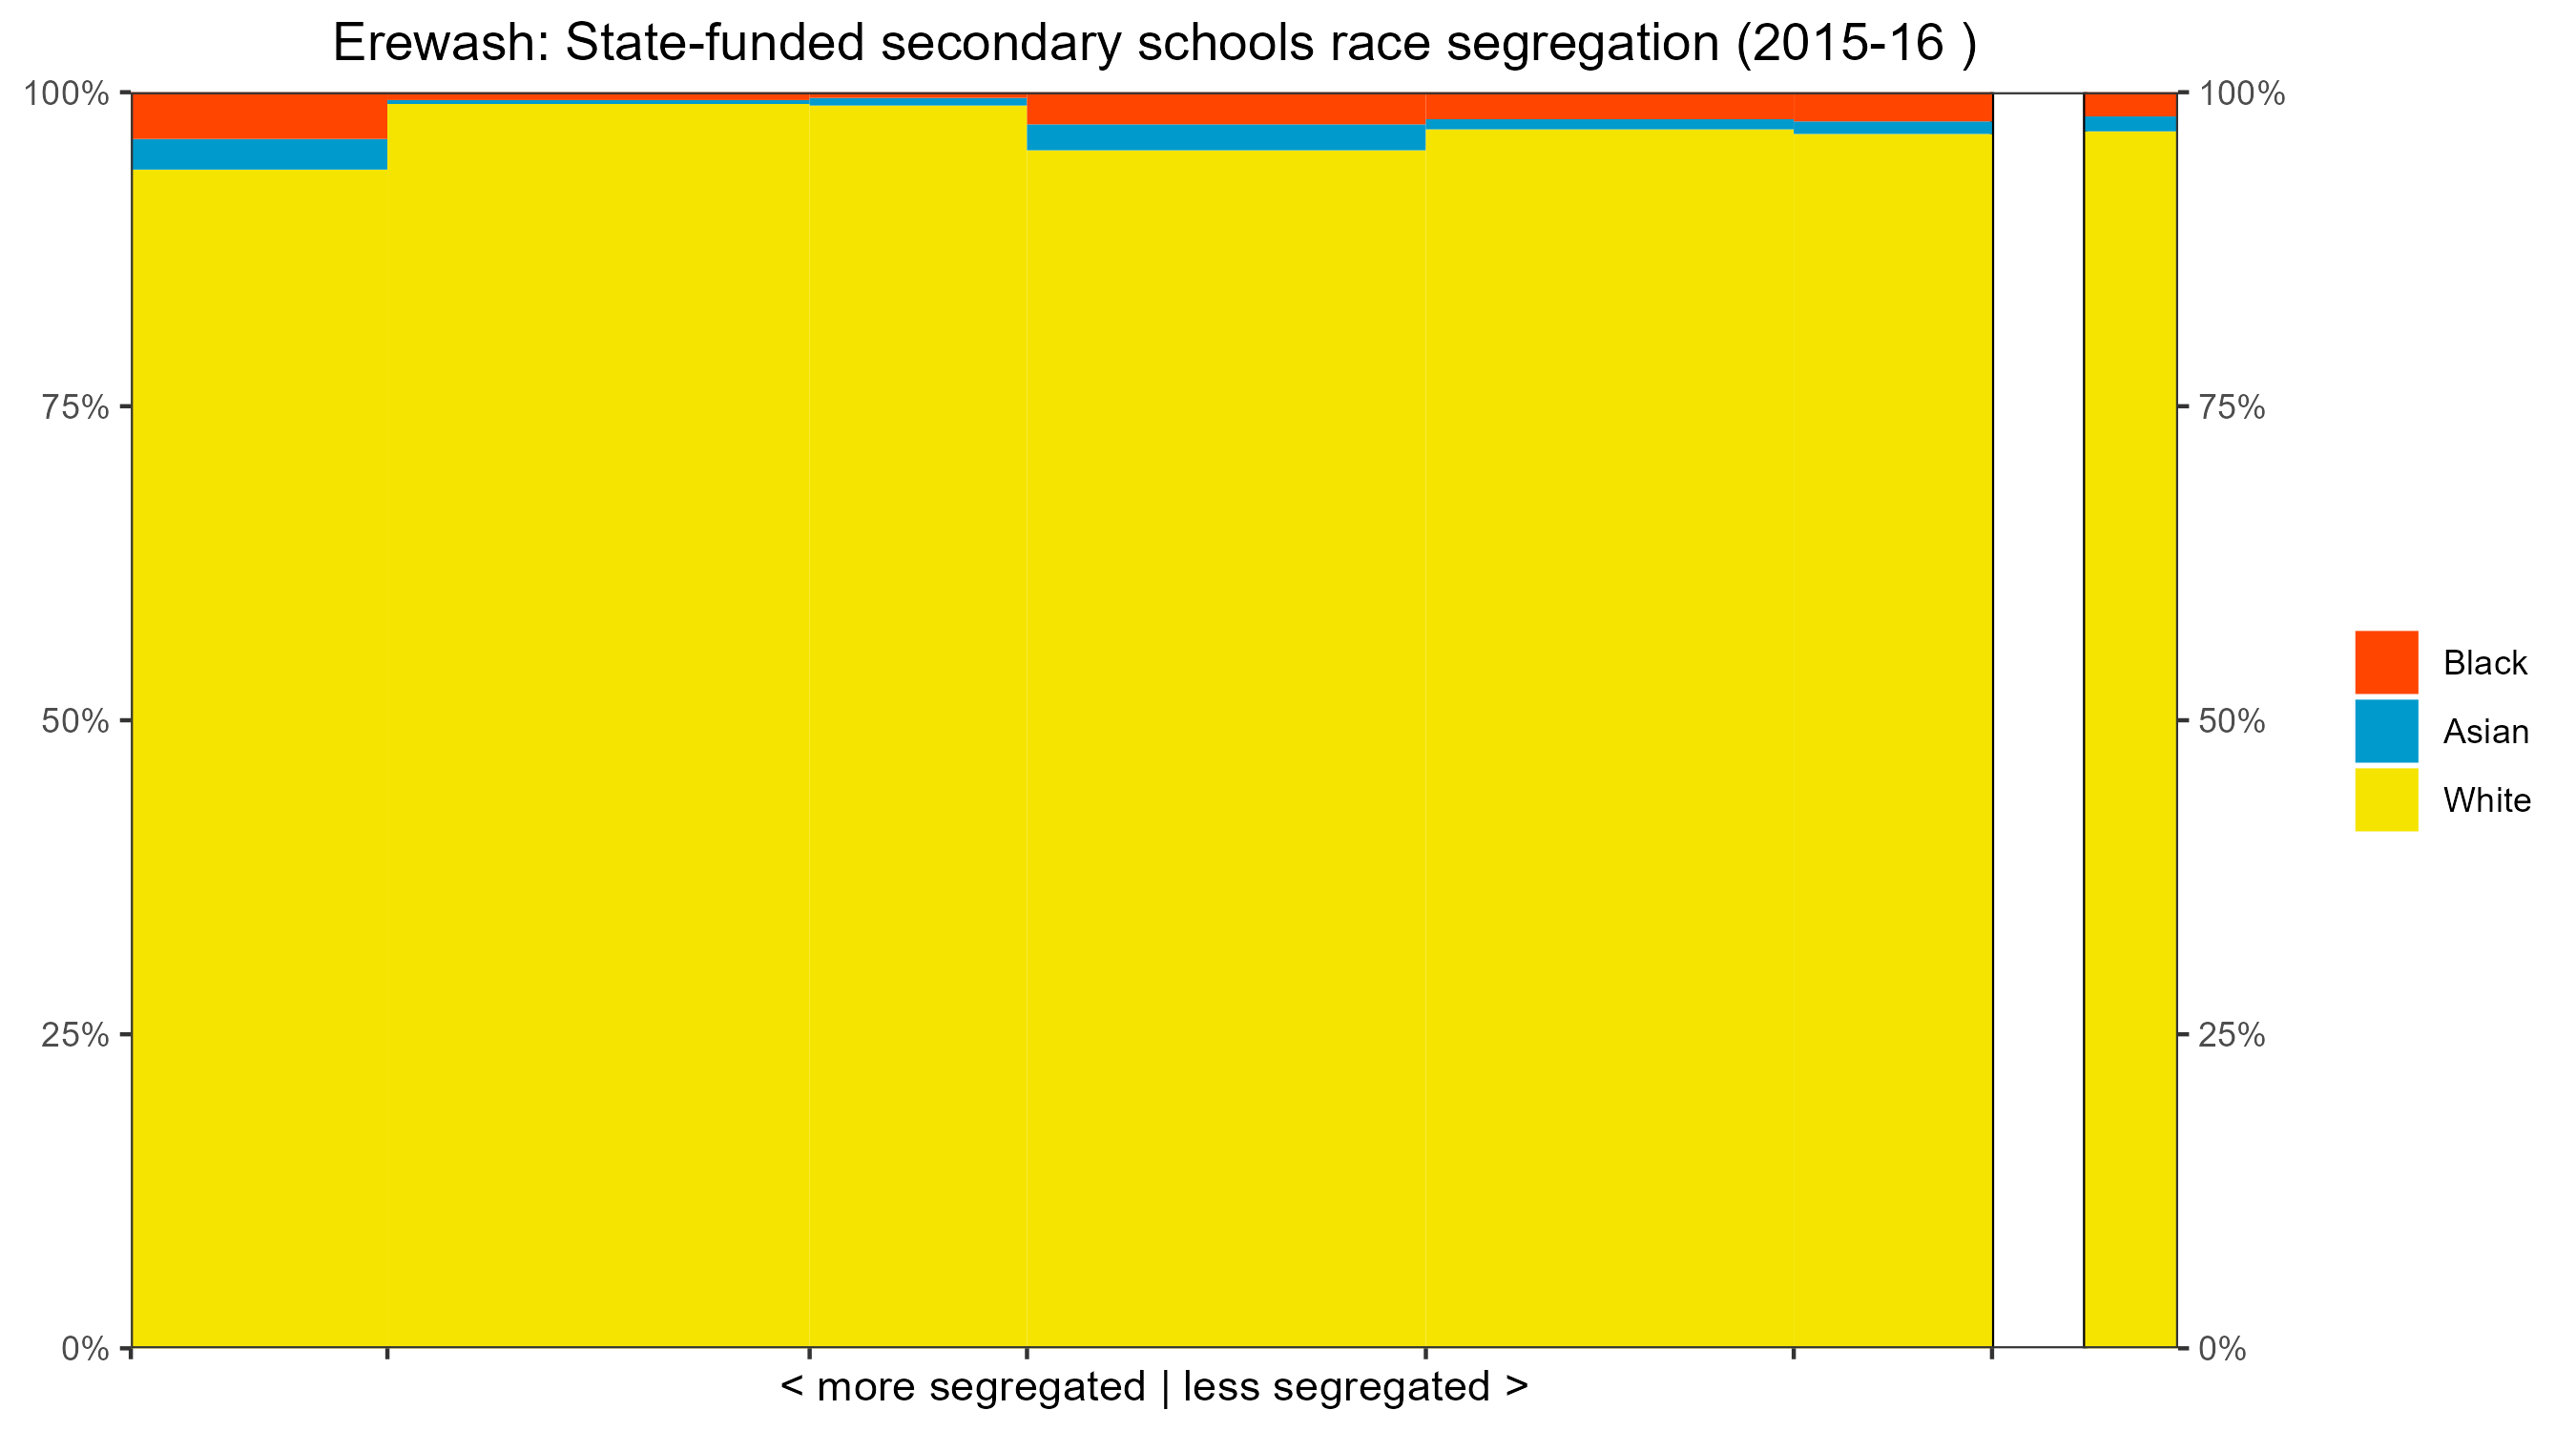 Erewash: State-funded secondary schools race segregation (2015-16 )
100%
75%
50%
25%
0%
100%
75%
50%
25%
0%
< more segregated | less segregated >
Black
Asian
White